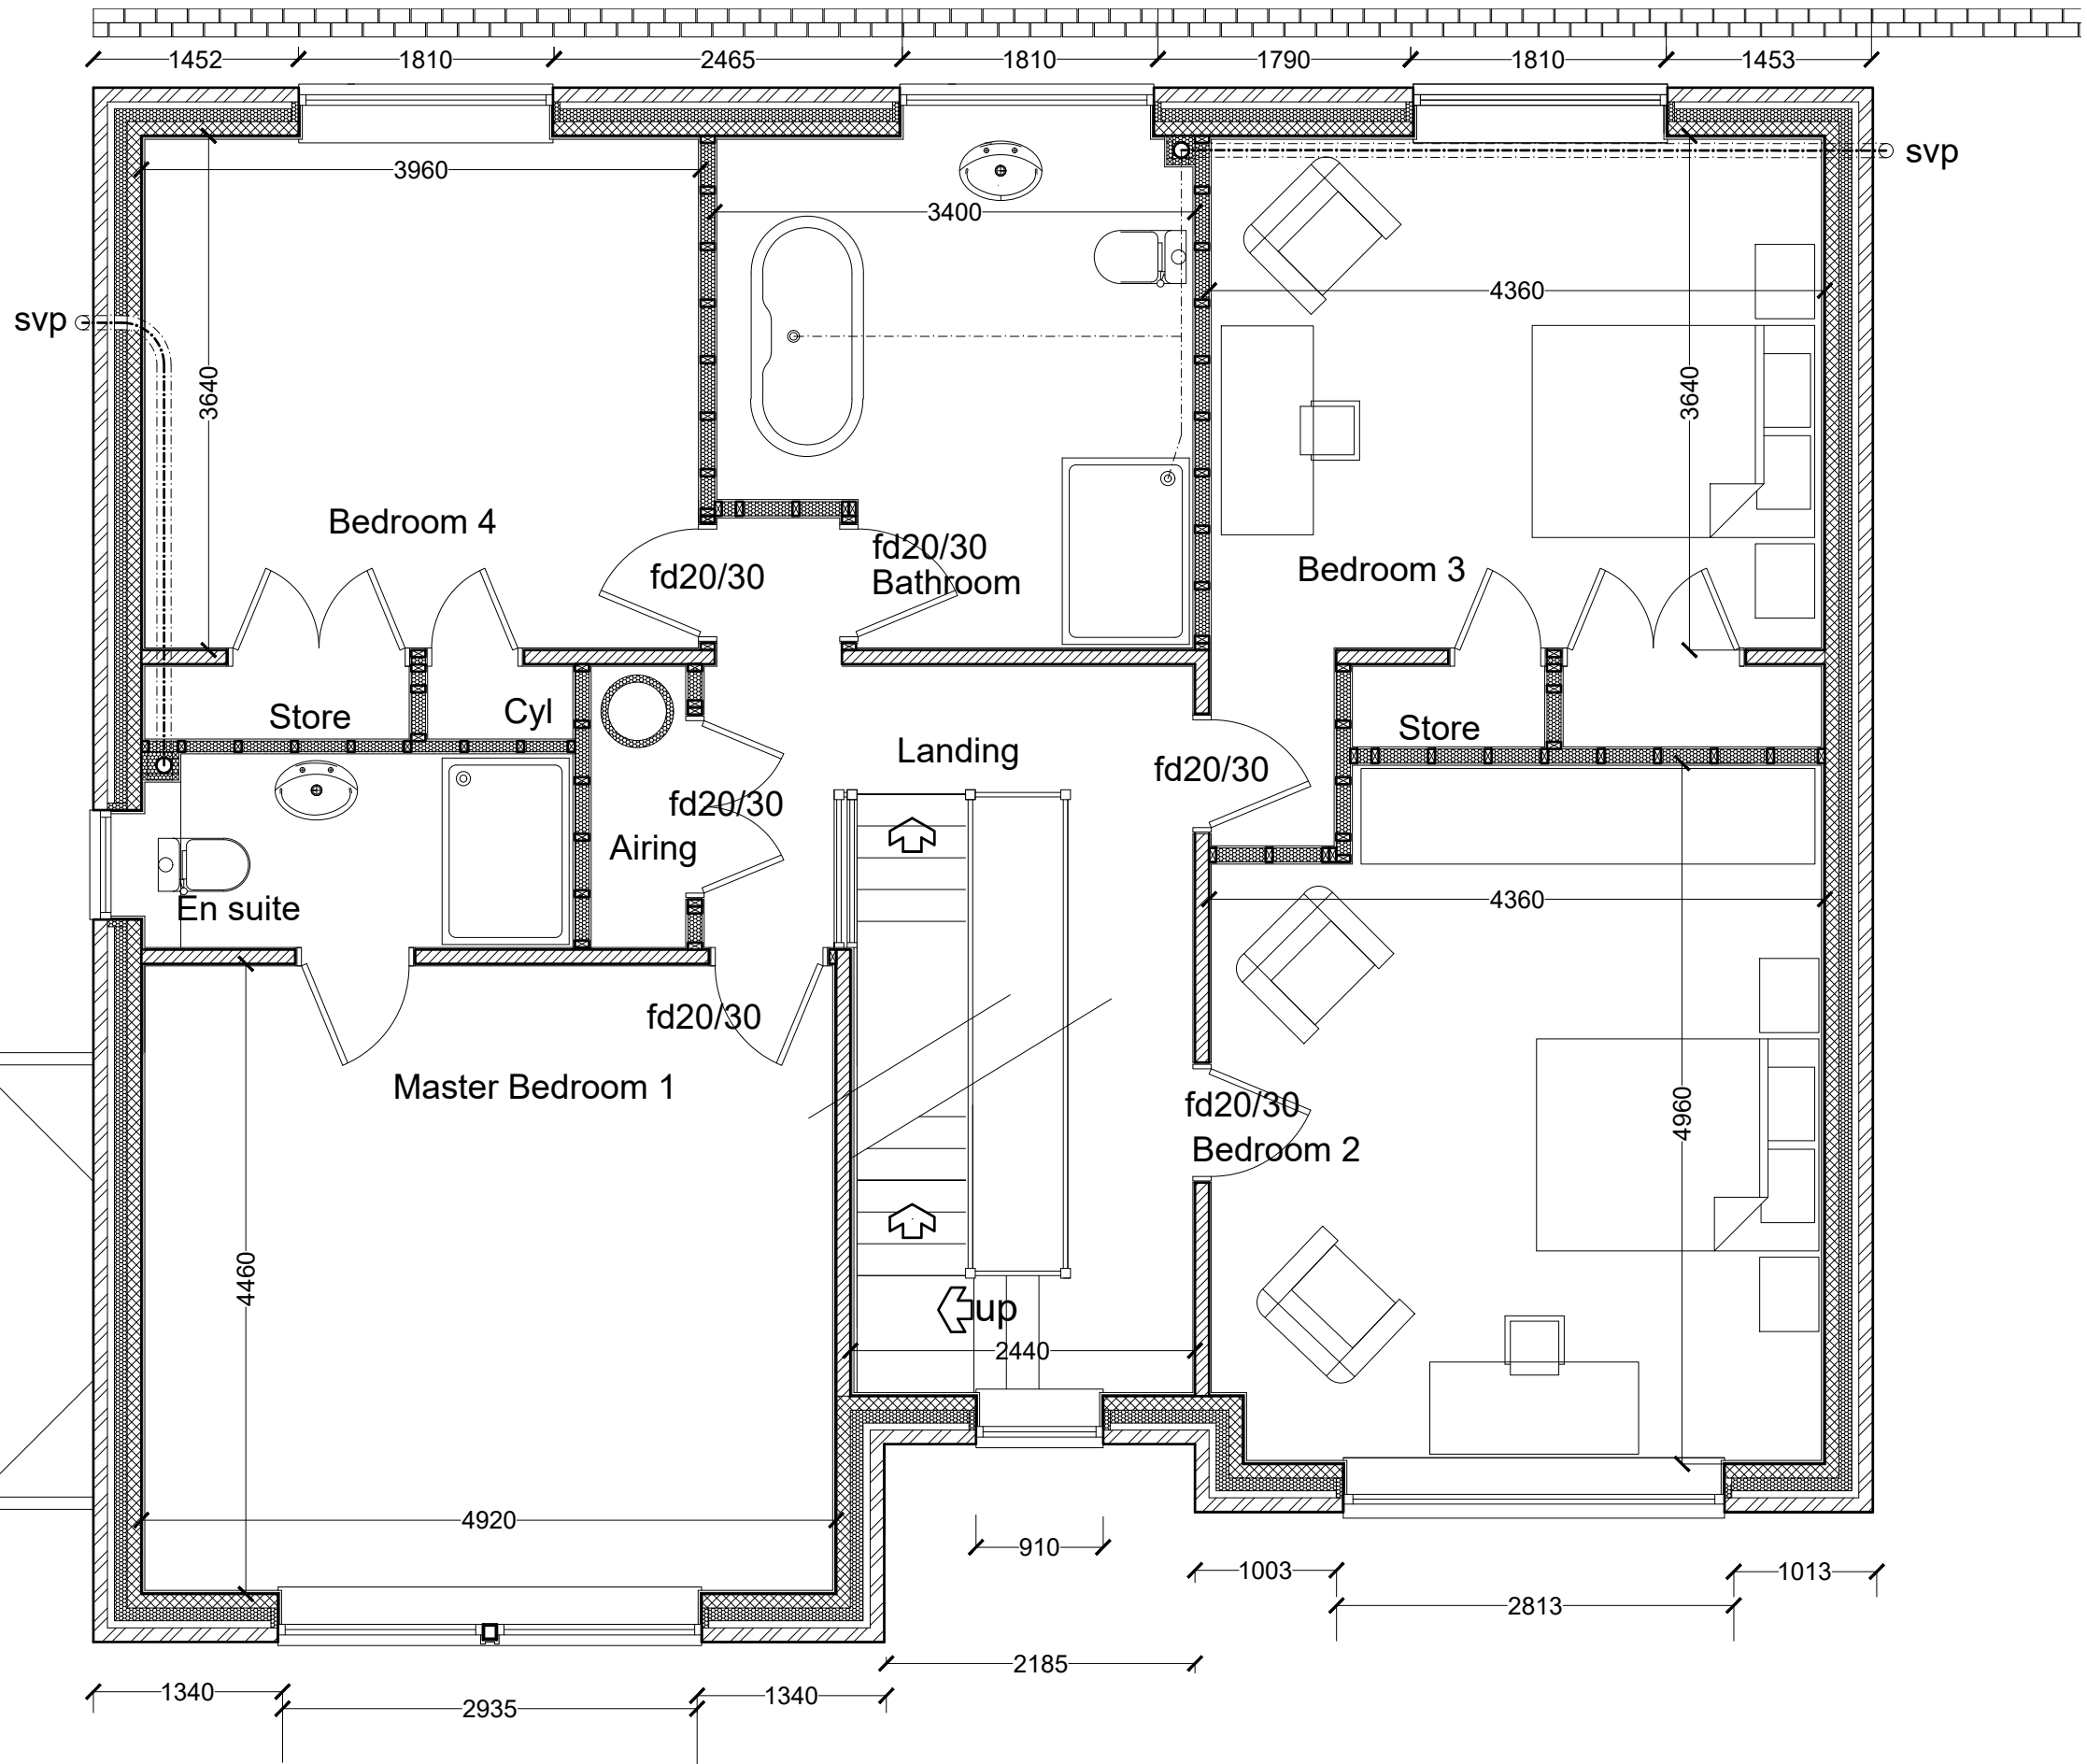 1452 1810 2465 1810 1790 1810 1453
svp
3960
3400
4360
svp
3640
3640
Bedroom 4
fd20/30
fd20/30
Bathroom
Bedroom 3
Store
Cyl
Landing
Store
fd20/30
fd20/30
Airing
En suite
4360
fd20/30
Master Bedroom 1
fd20/30
Bedroom 2
4960
4460
up
2440
4920
910
1003
1013
2813
2185
1340
1340
2935